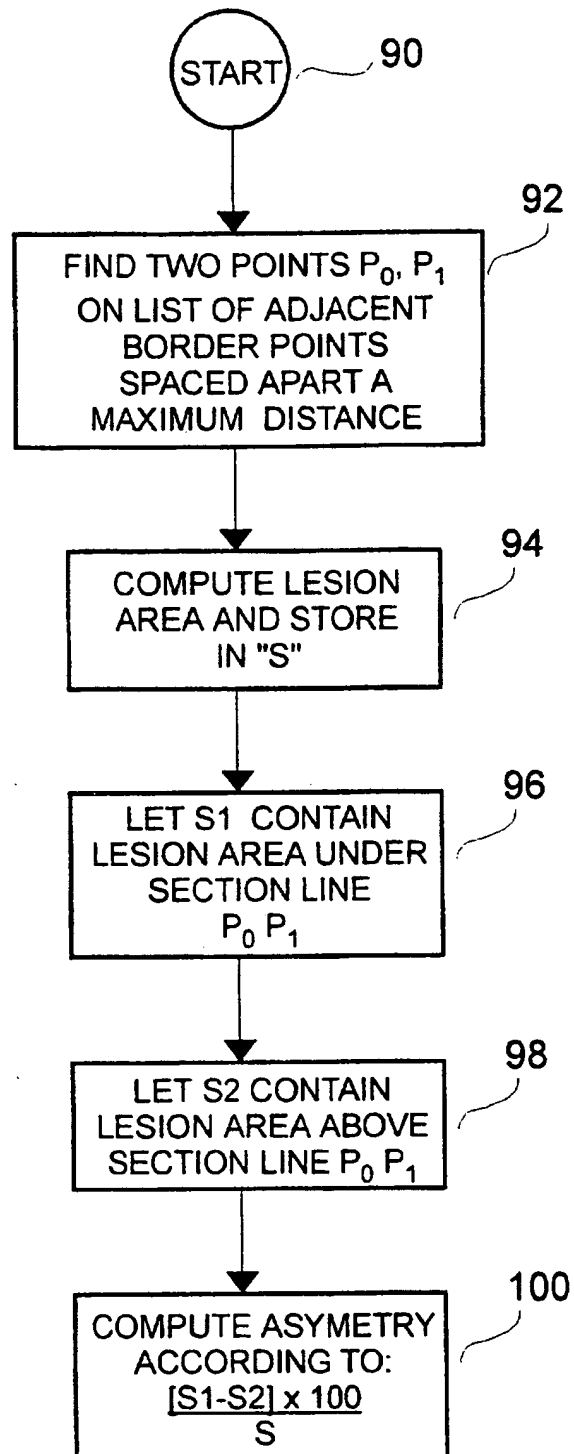 START
90
92
FIND TWO POINTS P0, P1
ON LIST OF ADJACENT
BORDER POINTS
SPACED APART A
MAXIMUM DISTANCE
94
COMPUTE LESION
AREA AND STORE
IN "S"
96
LET S1 CONTAIN
LESION AREA UNDER
SECTION LINE
P0 P1
98
LET S2 CONTAIN
LESION AREA ABOVE
SECTION LINE P0 P1
100
COMPUTE ASYMETRY
ACCORDING TO:
[S1-S2] x 100
S